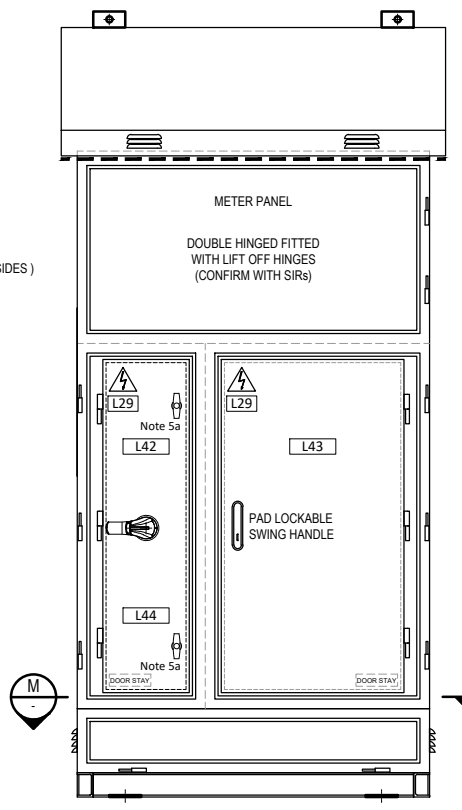 METER PANEL
DOUBLE HINGED FITTED
WITH LIFT OFF HINGES
(CONFIRM WITH SIRs)
SIDES )
L29
Note 5a
L42
L44
Note 5a
DOOR STAY
L29
L43
PAD LOCKABLE
SWING HANDLE
DOOR STAY
M
-